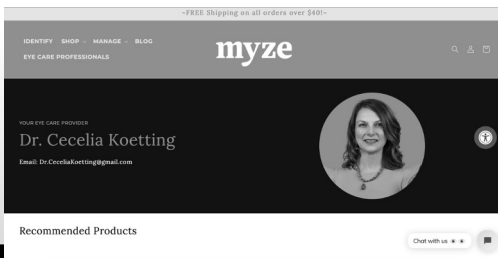 ~FREE Shipping on all orders over $40!~
IDENTIFY SHOP MANAGE BLOG
EYE CARE PROFESSIONALS
myze
YOUR EYE CARE PROVIDER
Dr. Cecelia Koetting
Email: Dr.CeceliaKoetting@gmail.com
Recommended Products
Chat with us